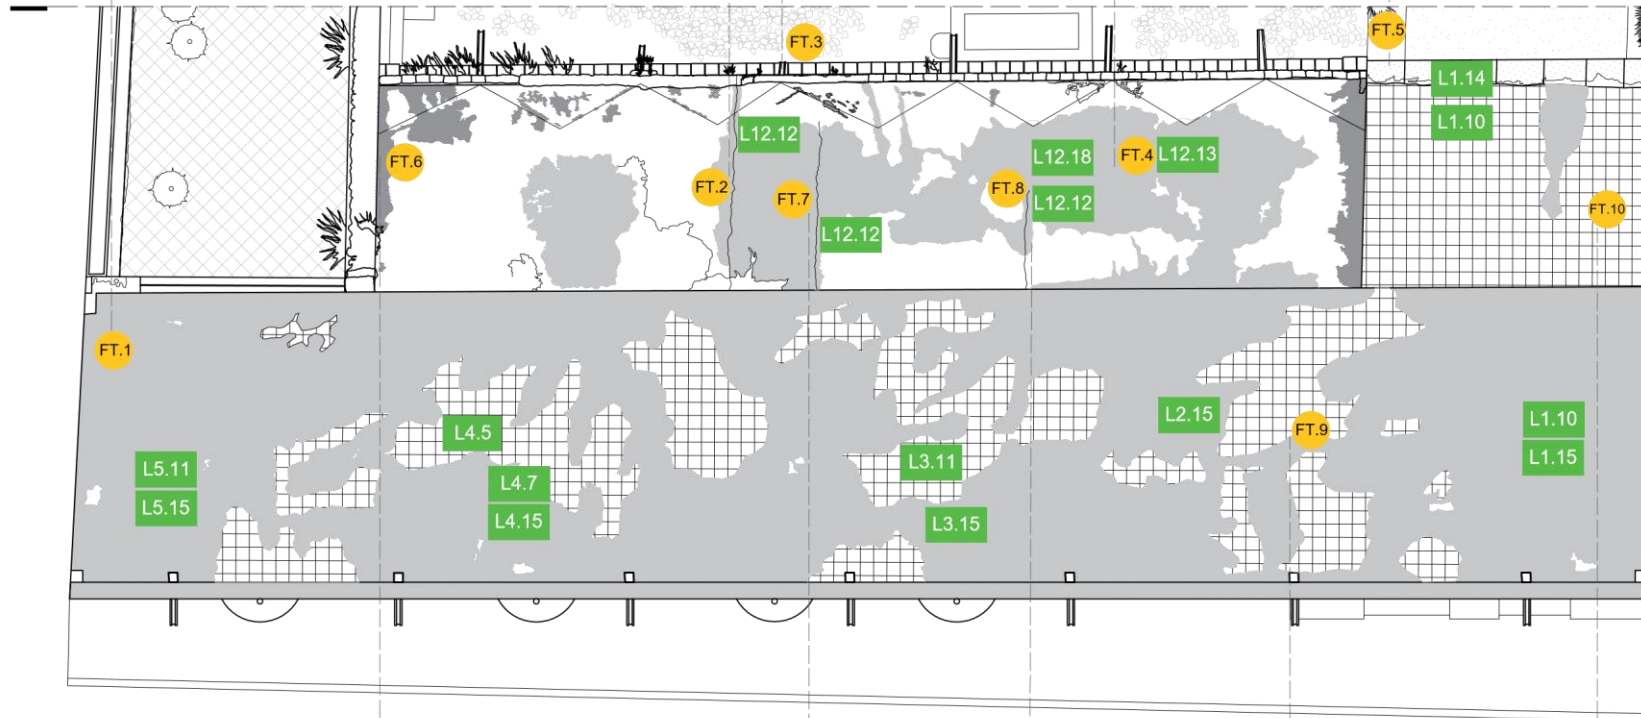 FT.3
FT.5
L1.14
L1.10
L12.12
L12.18
FT.4
L12.13
FT.6
FT.2
FT.7
FT.8
L12.12
FT.10
L12.12
FT.1
L2.15
L4.5
FT.9
L1.10
L3.11
L1.15
L5.11
L4.7
L5.15
L4.15
L3.15